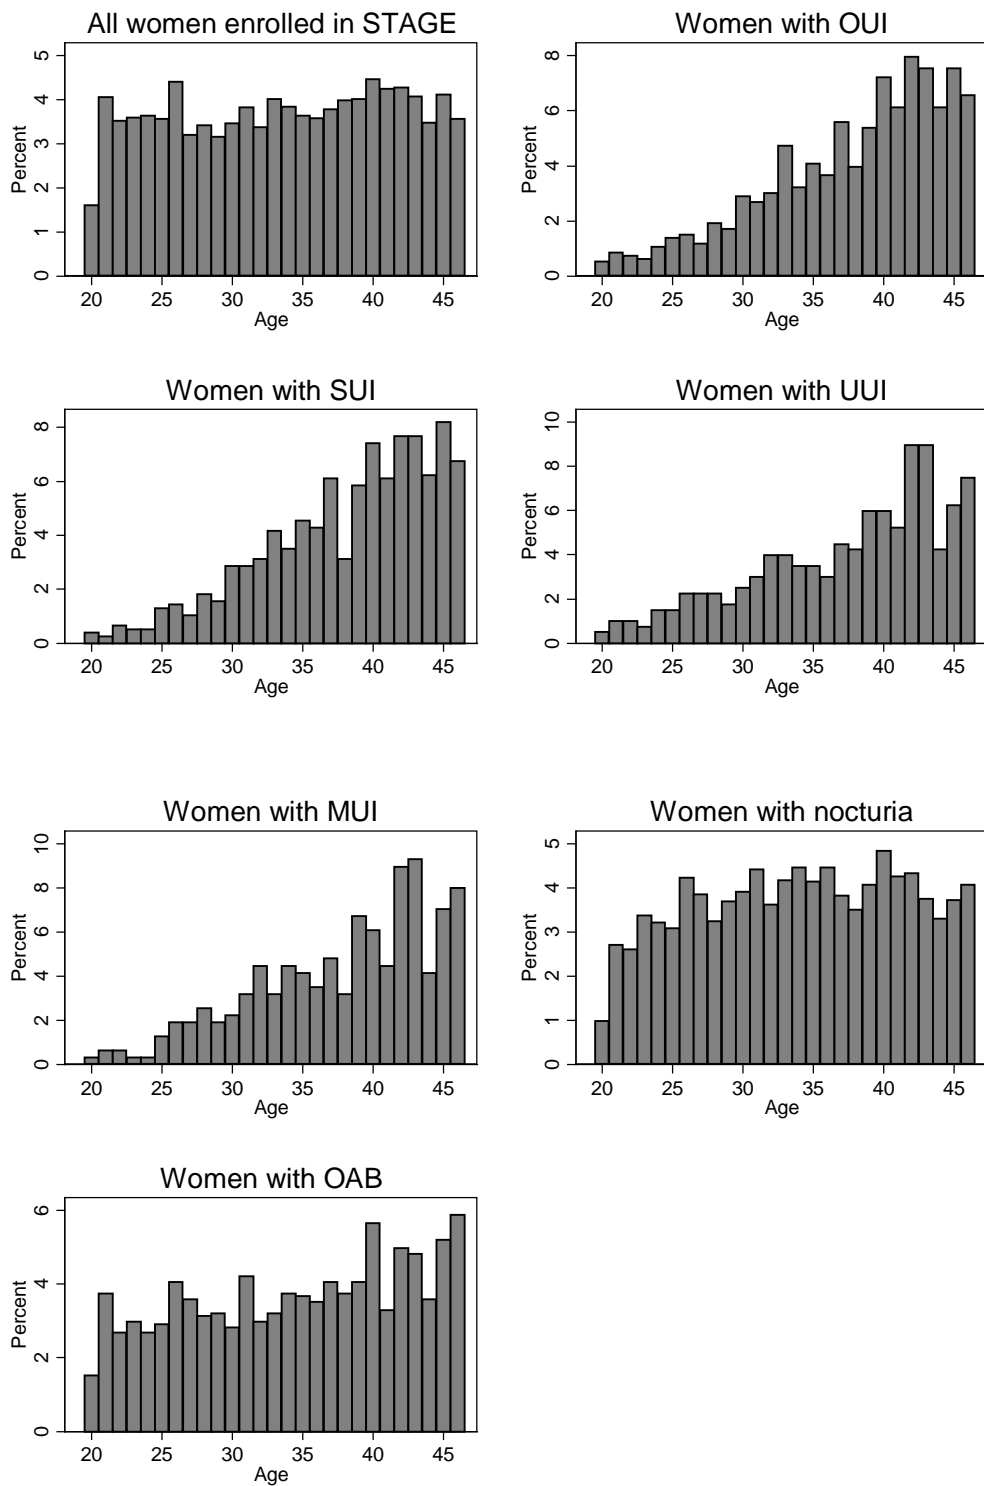 All women enrolled in STAGE
Percent
5
4
3
2
1
0
20 25 30 35 40 45
Age
Women with OUI
Percent
8
6
4
2
0
20 25 30 35 40 45
Age
Women with SUI
Percent
8
6
4
2
0
20 25 30 35 40 45
Age
Women with UUI
Percent
10
8
6
4
2
0
20 25 30 35 40 45
Age
Women with MUI
Percent
10
8
6
4
2
0
20 25 30 35 40 45
Age
Women with nocturia
Percent
5
4
3
2
1
0
20 25 30 35 40 45
Age
Women with OAB
Percent
6
4
2
0
20 25 30 35 40 45
Age